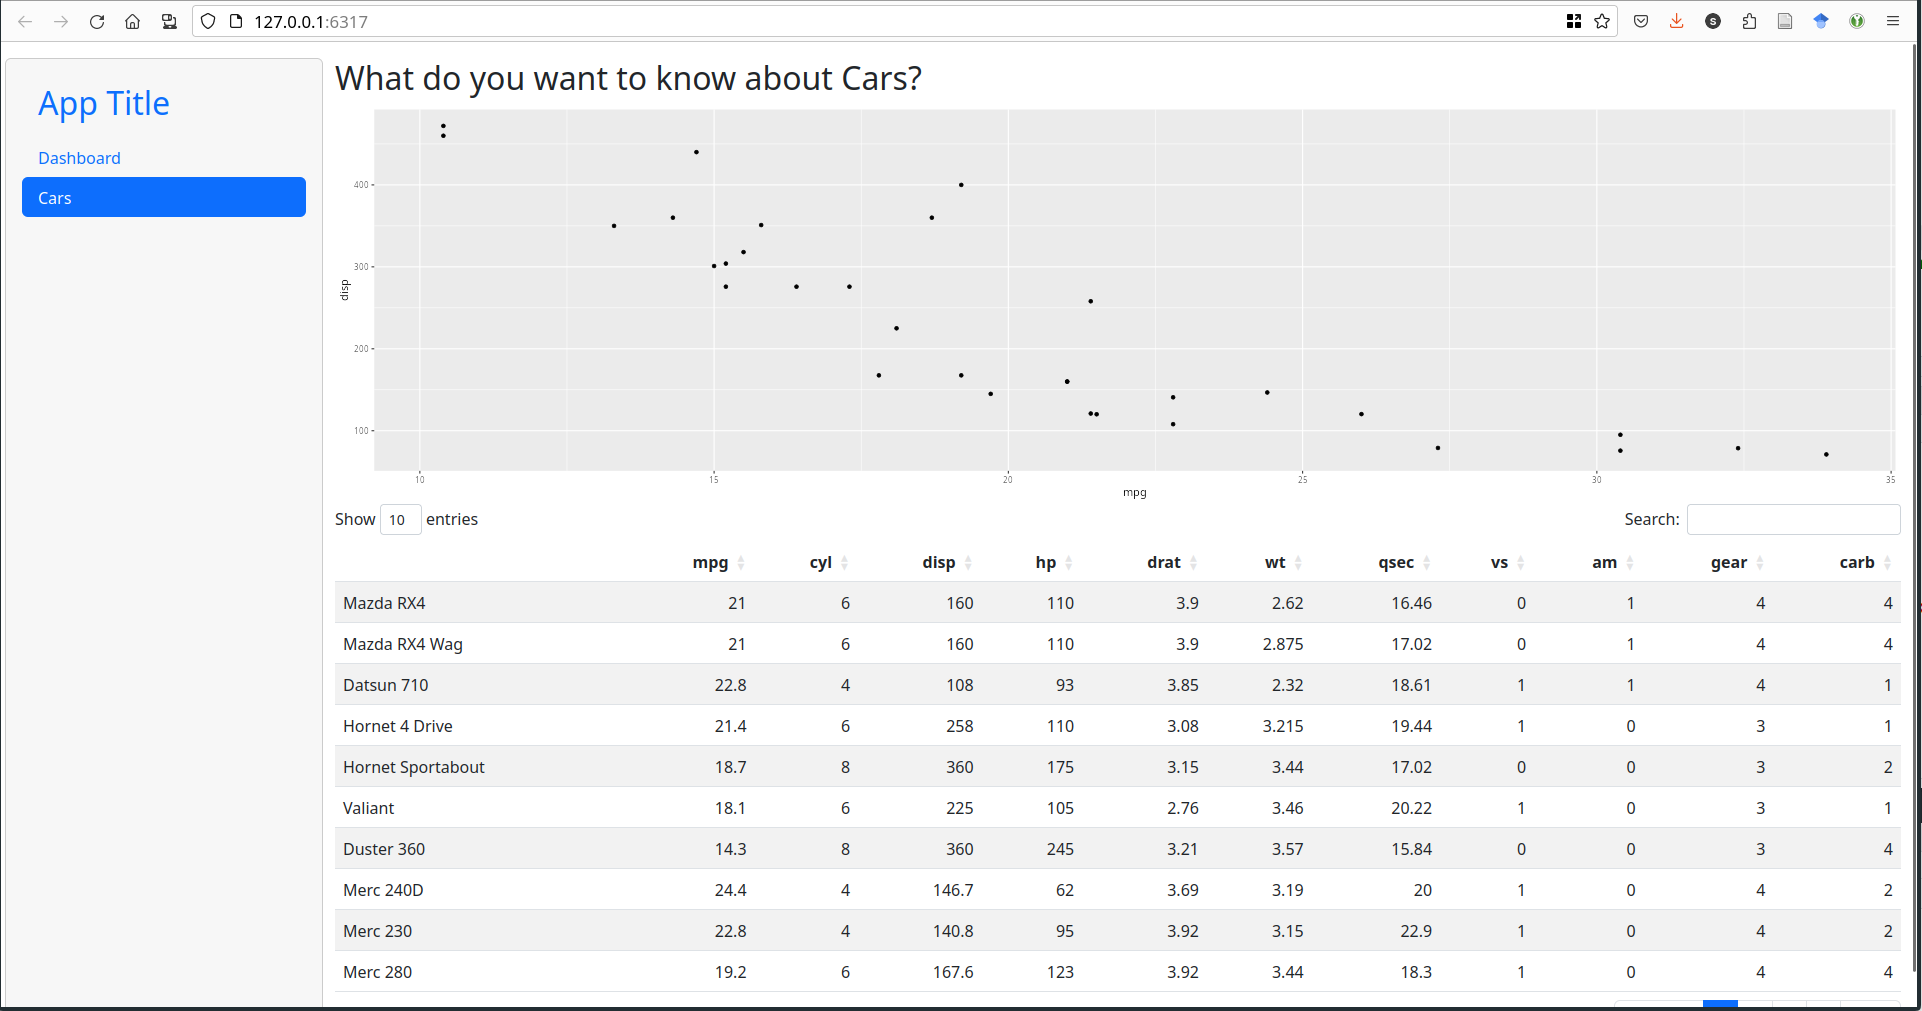 127.0.0.1:6317
App Title
Dashboard
Cars
What do you want to know about Cars?
400
300
200
100
disp
10 15 20 25 30 35
mpg
Show 10 entries
Search:
mpg cyl disp hp drat wt qsec vs am gear carb
Mazda RX4 21 6 160 110 3.9 2.62 16.46 0 1 4 4
Mazda RX4 Wag 21 6 160 110 3.9 2.875 17.02 0 1 4 4
Datsun 710 22.8 4 108 93 3.85 2.32 18.61 1 1 4 1
Hornet 4 Drive 21.4 6 258 110 3.08 3.215 19.44 1 0 3 1
Hornet Sportabout 18.7 8 360 175 3.15 3.44 17.02 0 0 3 2
Valiant 18.1 6 225 105 2.76 3.46 20.22 1 0 3 1
Duster 360 14.3 8 360 245 3.21 3.57 15.84 0 0 3 4
Merc 240D 24.4 4 146.7 62 3.69 3.19 20 1 0 4 2
Merc 230 22.8 4 140.8 95 3.92 3.15 22.9 1 0 4 2
Merc 280 19.2 6 167.6 123 3.92 3.44 18.3 1 0 4 4